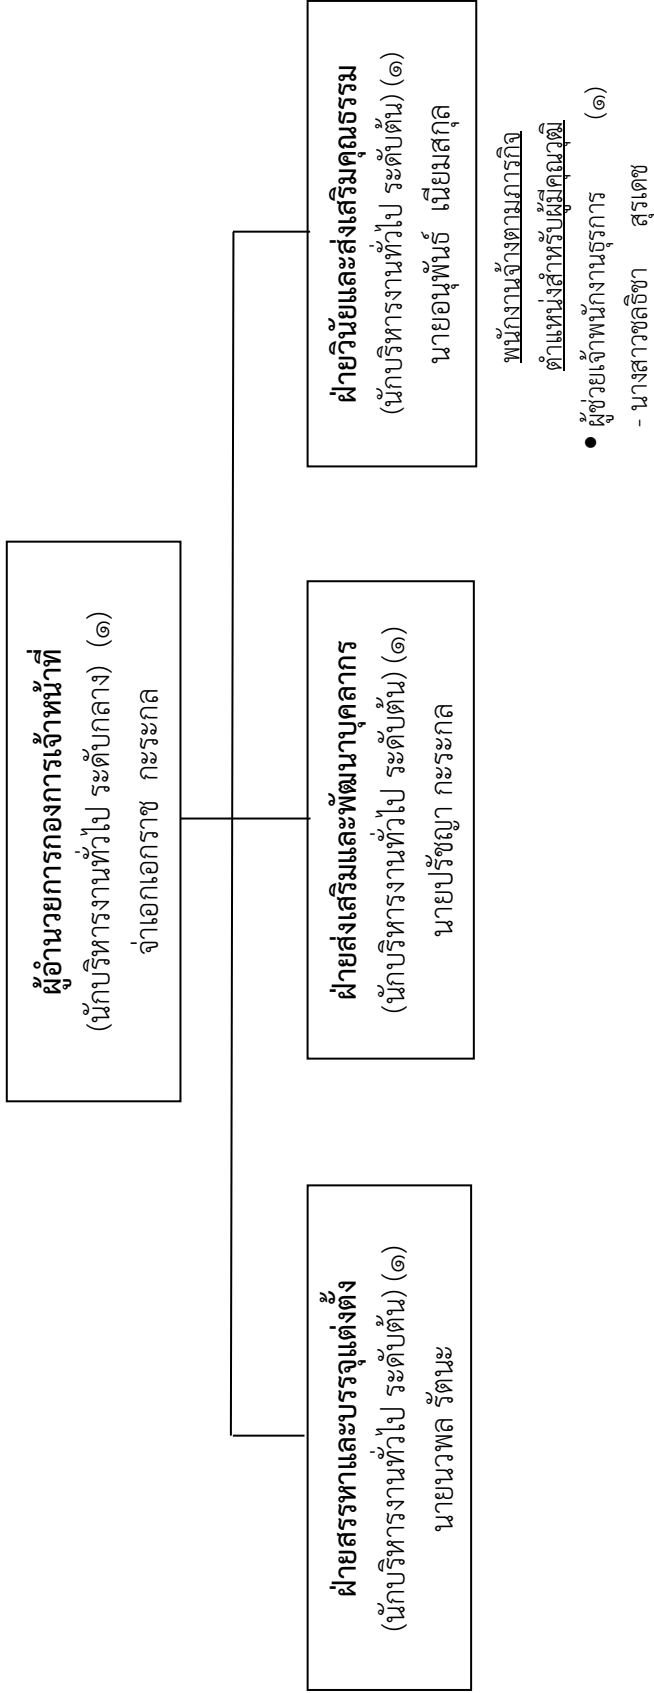 ผู้อำนวยการกองการเจ้าหน้าที่
(นักบริหารงานทั่วไป ระดับกลาง) (๑)
จ่าเอกเอกราช กะระกล
ฝ่ายสรรหาและบรรจุแต่งตั้ง
(นักบริหารงานทั่วไป ระดับต้น) (๑)
นายนวพล รัตนะ
ฝ่ายส่งเสริมและพัฒนาบุคลากร
(นักบริหารงานทั่วไป ระดับต้น) (๑)
นายปรัชญา กะระกล
ฝ่ายวินัยและส่งเสริมคุณธรรม
(นักบริหารงานทั่วไป ระดับต้น) (๑)
นายอนุพันธ์ เนียมสกุล
พนักงานจ้างตามภารกิจ
ตำแหน่งสำหรับผู้มีคุณวุฒิ
● ผู้ช่วยเจ้าพนักงานธุรการ (๑)
- นางสาวชลธิชา สุรเดช